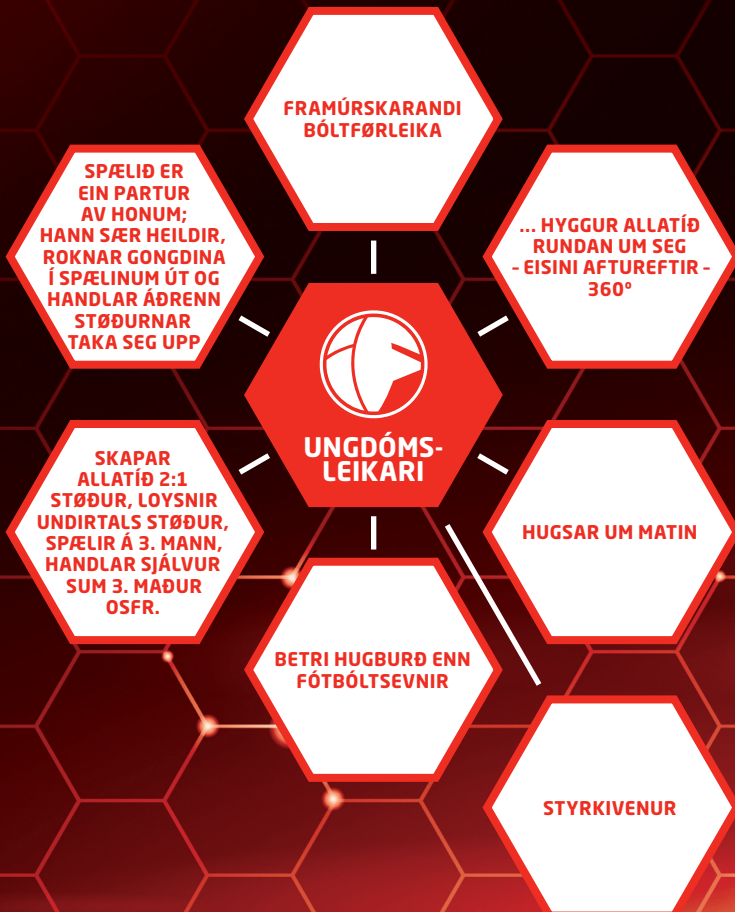 FRAMÚRSKARANDI
BÓLTFØRLEIKA
SPÆLIÐ ER
EIN PARTUR
AV HONUM;
HANN SÆR HEILDIR,
ROKNAR GONGDINA
Í SPÆLINUM ÚT OG
HANDLAR ÁÐRENN
STØÐURNAR
TAKA SEG UPP
... HYGGUR ALLATÍÐ
RUNDAN UM SEG
- EISINI AFTUREFTIR -
360°
UNGDÓMS-
LEIKARI
SKAPAR
ALLATÍÐ 2:1
STØÐUR, LOYSNIR
UNDIRTALS STØÐUR,
SPÆLIR Á 3. MANN,
HANDLAR SJÁLVUR
SUM 3. MAÐUR
OSFR.
HUGSAR UM MATIN
BETRI HUGBURÐ ENN
FÓTBÓLTSEVNIR
STYRKIVENUR